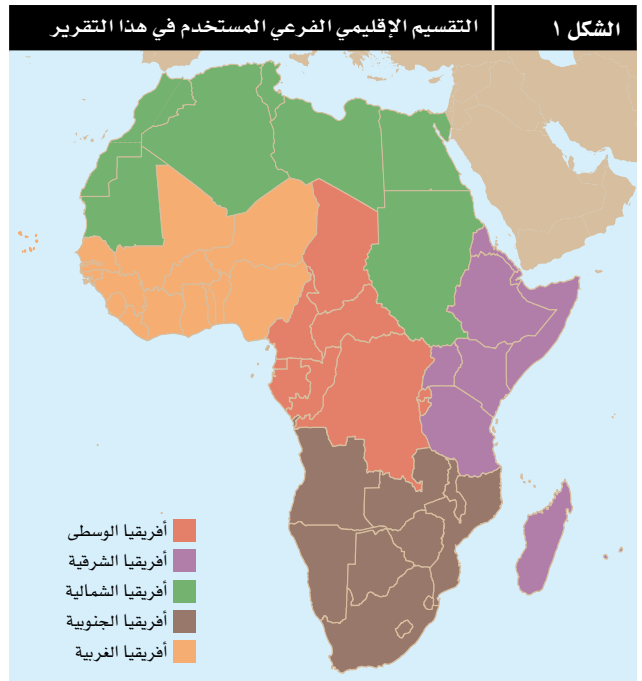 الشكل ١
التقسيم الإقليمي الفرعي المستخدم في هذا التقرير
أفريقيا الوسطى
أفريقيا الشرقية
أفريقيا الشمالية
أفريقيا الجنوبية
أفريقيا الغربية